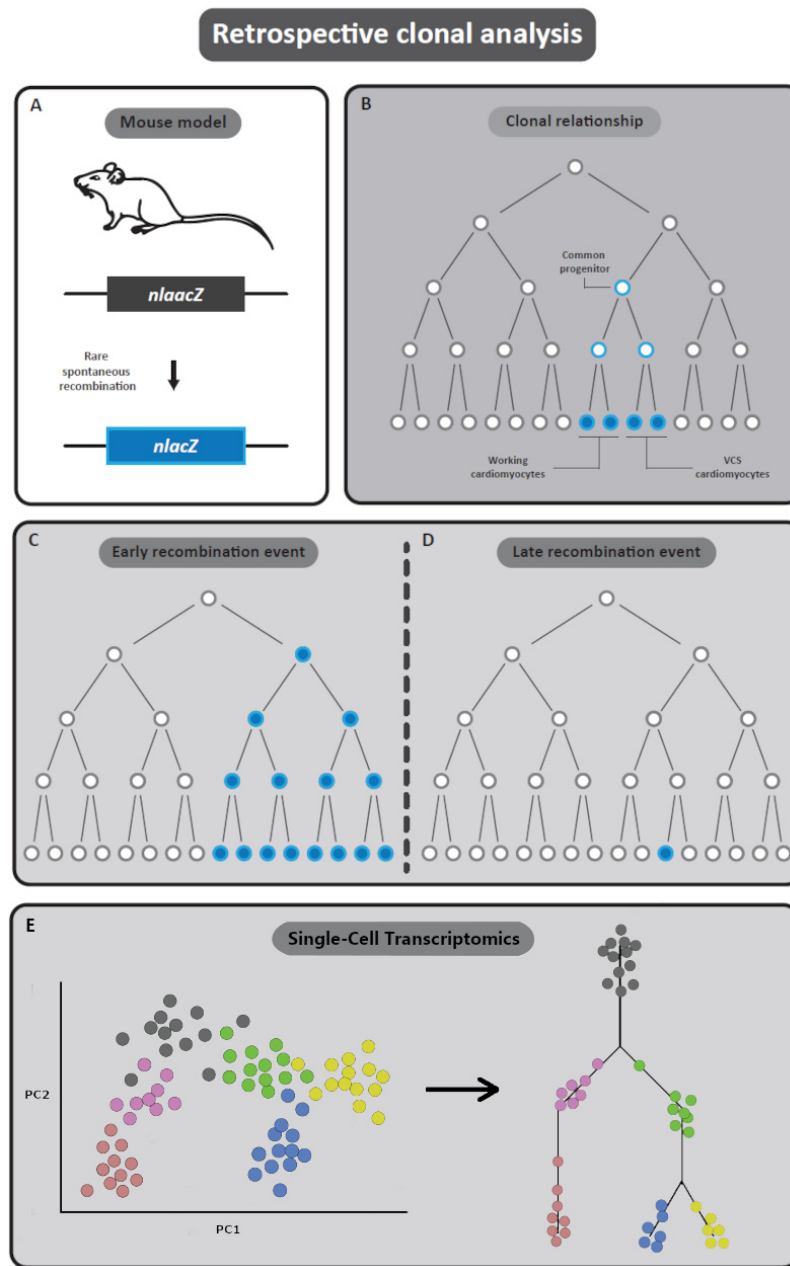 Retrospective clonal analysis
A
Mouse model
nlaacZ
Rare
spontaneous
recombination
nlacZ
B
Clonal relationship
Common
progenitor
Working
cardiomyocytes
VCS
cardiomyocytes
C
Early recombination event
D
Late recombination event
E
Single-Cell Transcriptomics
PC2
PC1